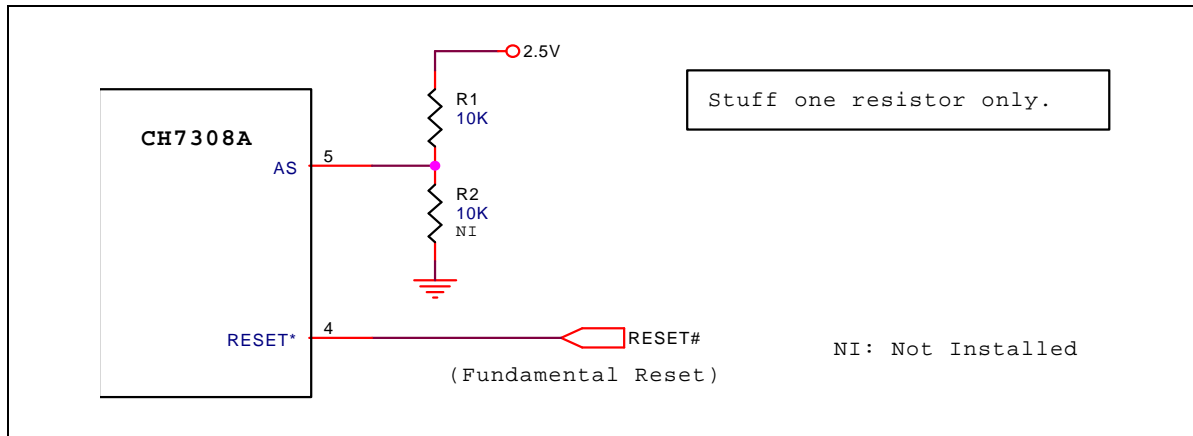 2.5V
R1
10K
Stuff one resistor only.
CH7308A
AS
5
R2
10K
NI
RESET*
4
RESET#
(Fundamental Reset)
NI: Not Installed